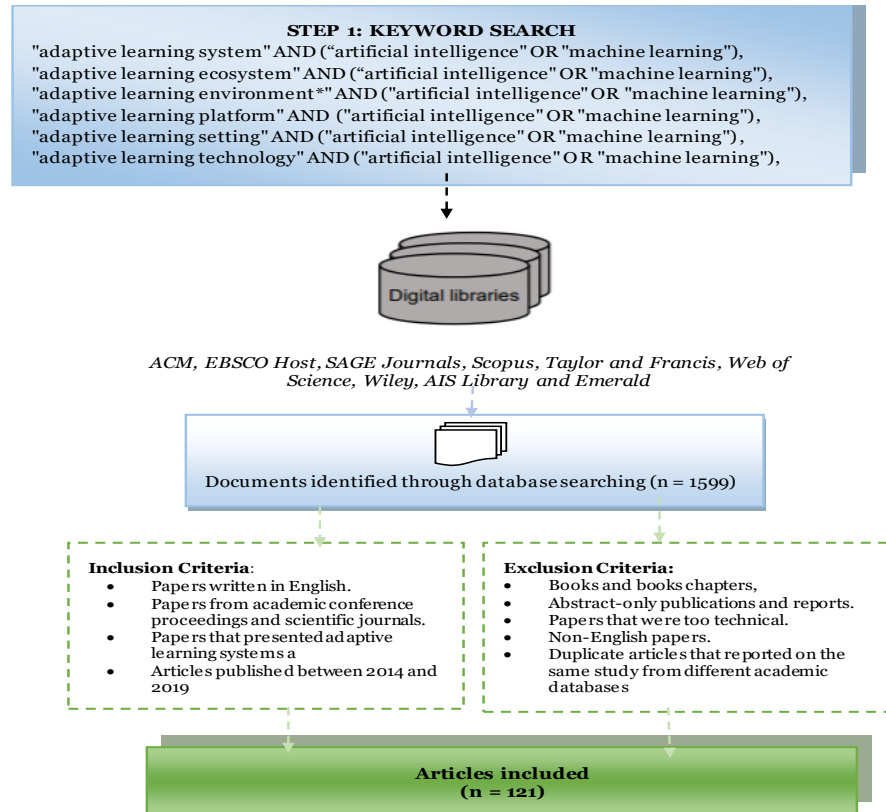 STEP 1: KEYWORD SEARCH
"adaptive learning system" AND (“artificial intelligence" OR "machine learning"),
"adaptive learning ecosystem" AND (“artificial intelligence" OR "machine learning"),
"adaptive learning environment*" AND ("artificial intelligence" OR "machine learning"),
"adaptive learning platform" AND ("artificial intelligence" OR "machine learning"),
"adaptive learning setting" AND ("artificial intelligence" OR "machine learning"),
"adaptive learning technology" AND ("artificial intelligence" OR "machine learning"),
Digital libraries
ACM, EBSCO Host, SAGE Journals, Scopus, Taylor and Francis, Web of
Science, Wiley, AIS Library and Emerald
Documents identified through database searching (n = 1599)
Inclusion Criteria:
• Papers written in English.
• Papers from academic conference
proceedings and scientific journals.
• Papers that presented adaptive
learning systems a
• Articles published between 2014 and
2019
Exclusion Criteria:
• Books and books chapters,
• Abstract-only publications and reports.
• Papers that were too technical.
• Non-English papers.
• Duplicate articles that reported on the
same study from different academic
databases
Articles included
(n = 121)